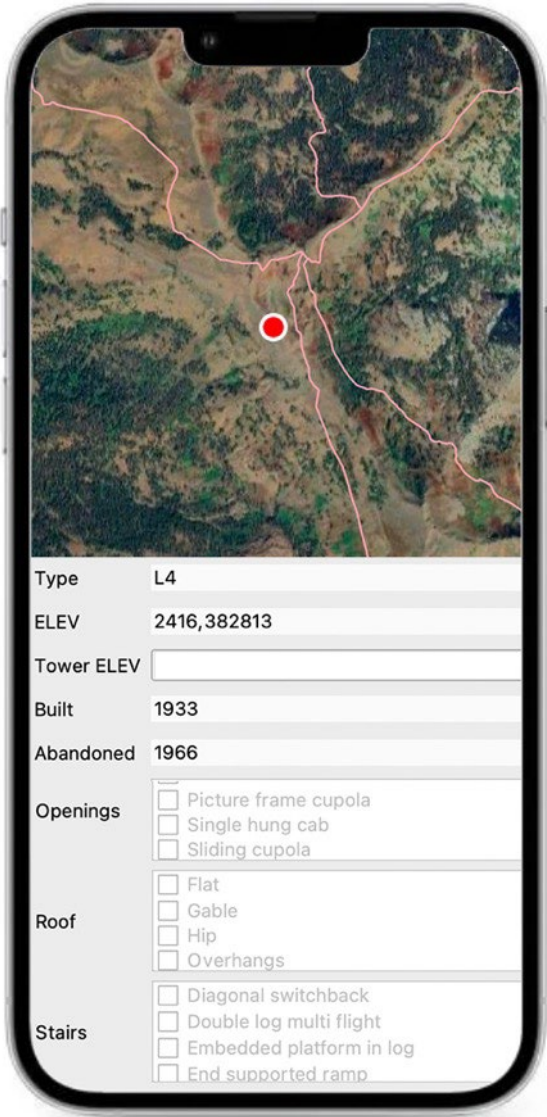 Type L4
ELEV 2416,382813
Tower ELEV
Built 1933
Abandoned 1966
Openings
Picture frame cupola
Single hung cab
Sliding cupola
Roof
Flat
Gable
Hip
Overhangs
Stairs
Diagonal switchback
Double log multi flight
Embedded platform in log
End supported ramp